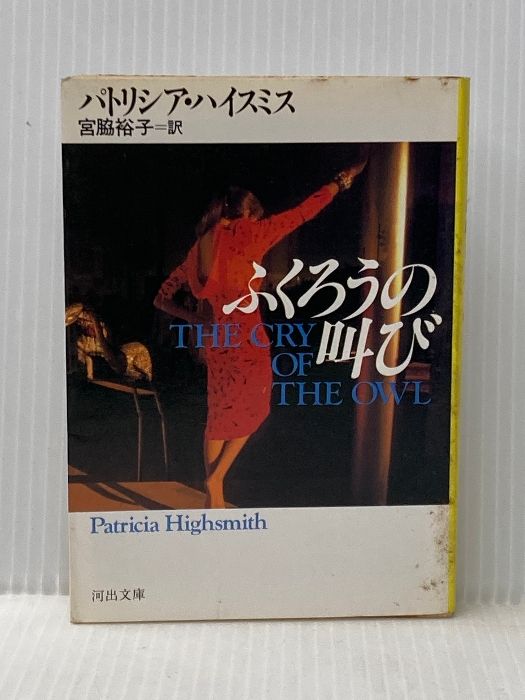 パトリシア・ハイスミス
宮脇裕子=訳
ふくろうの
叫び
THE CRY
OF
THE OWL
Patricia Highsmith
河出文庫